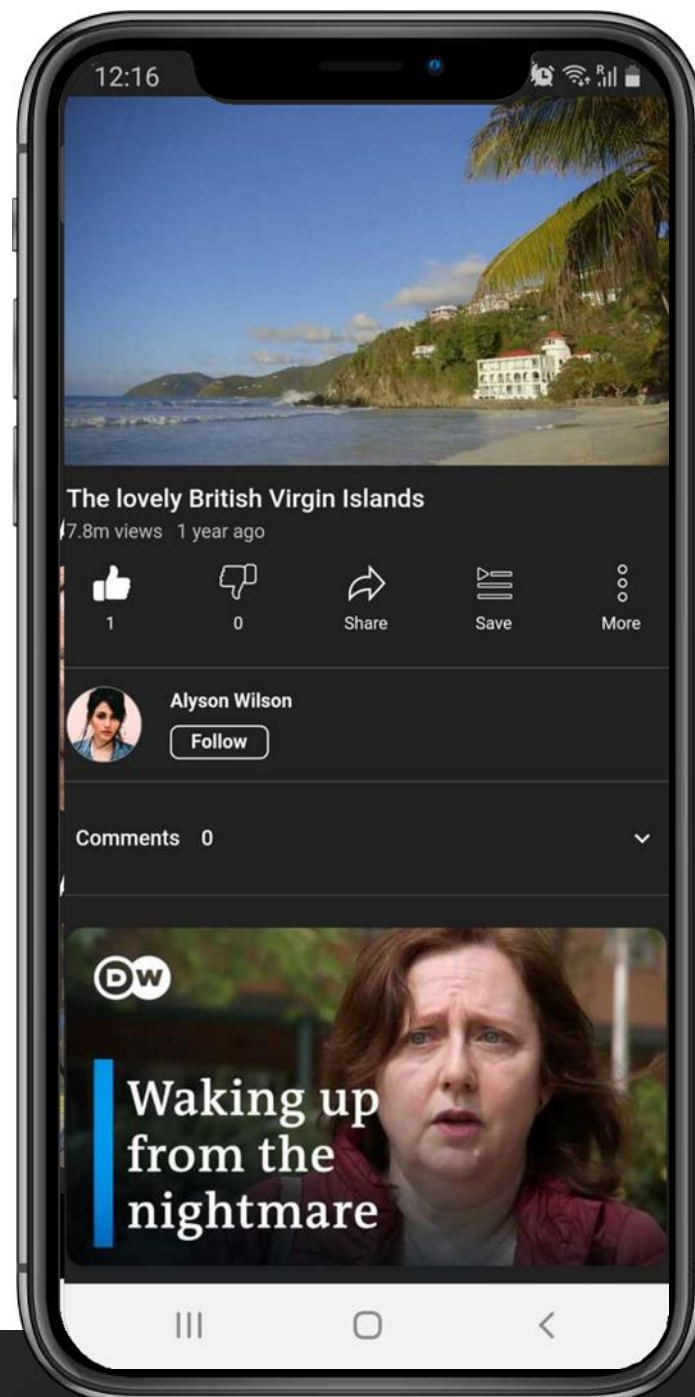 12:16
R
The lovely British Virgin Islands
7.8m views 1 year ago
1
0
Share
Save
More
Alyson Wilson
Follow
Comments 0
DW
Waking up
from the
nightmare